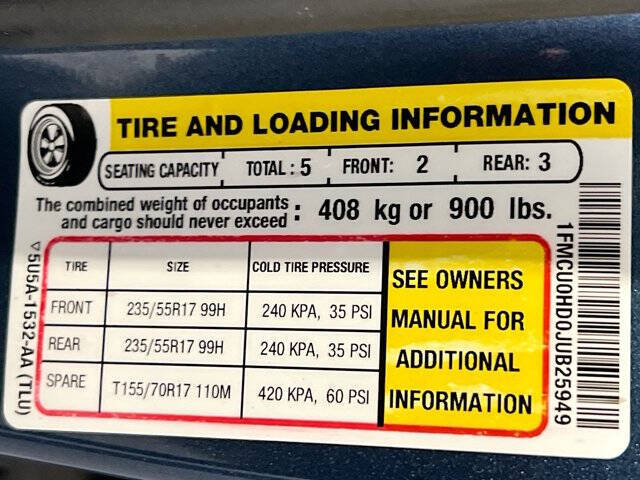 TIRE AND LOADING INFORMATION
SEATING CAPACITY TOTAL : 5 FRONT: 2 REAR: 3
The combined weight of occupants
and cargo should never exceed : 408 kg or 900 lbs.
TIRE SIZE COLD TIRE PRESSURE
FRONT 235/55R17 99H 240 KPA, 35 PSI
REAR 235/55R17 99H 240 KPA, 35 PSI
SPARE T155/70R17 110M 420 KPA, 60 PSI
SEE OWNERS
MANUAL FOR
ADDITIONAL
INFORMATION
5U5A-1532-AA (TLU)
1FMCU0HD0JUB25949